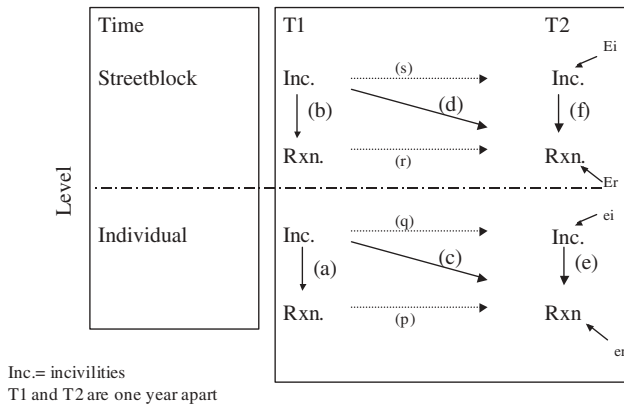 Time T1 T2
Ei
Streetblock Inc. (s) Inc.
(b) (d) (f)
Rxn. (r) Rxn.
Er
Level
ei
Individual Inc. (q) Inc.
(a) (c) (e)
Rxn. (p) Rxn
er
Inc.= incivilities
T1 and T2 are one year apart